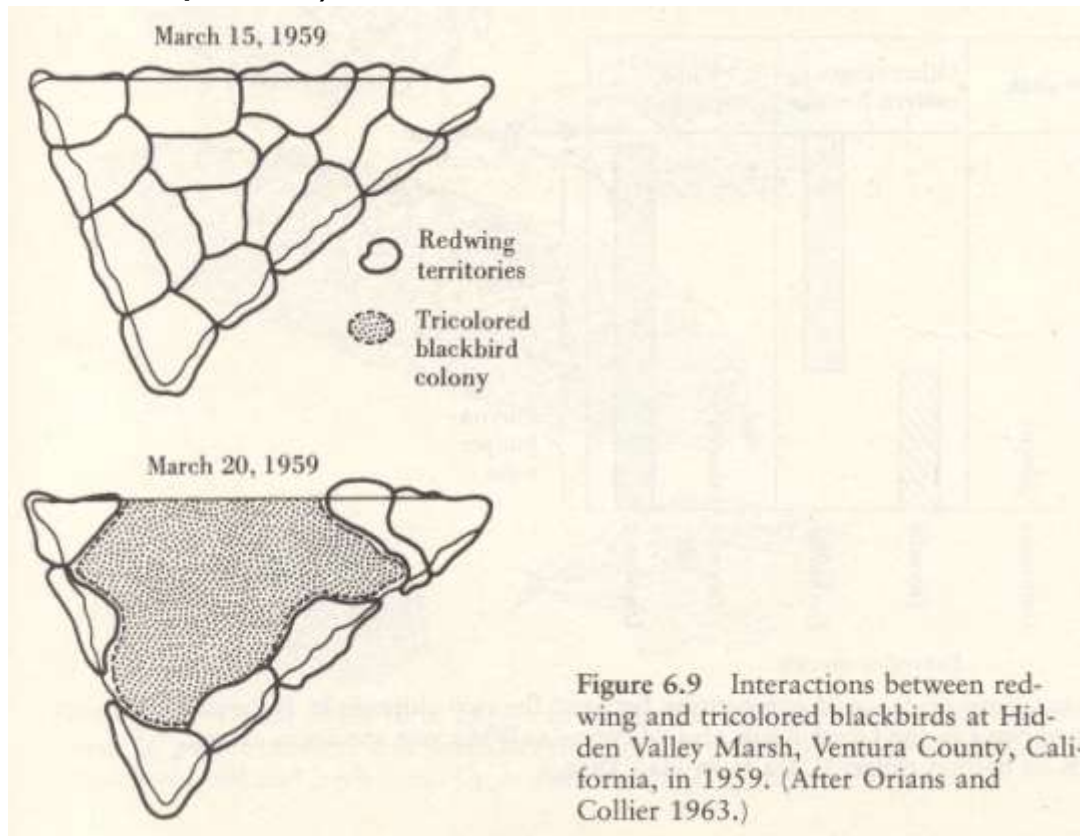 March 15, 1959
Redwing
territories
Tricolored
blackbird
colony
March 20, 1959
Figure 6.9 Interactions between red-
wing and tricolored blackbirds at Hid-
den Valley Marsh, Ventura County, Cali-
fornia, in 1959. (After Orians and
Collier 1963.)